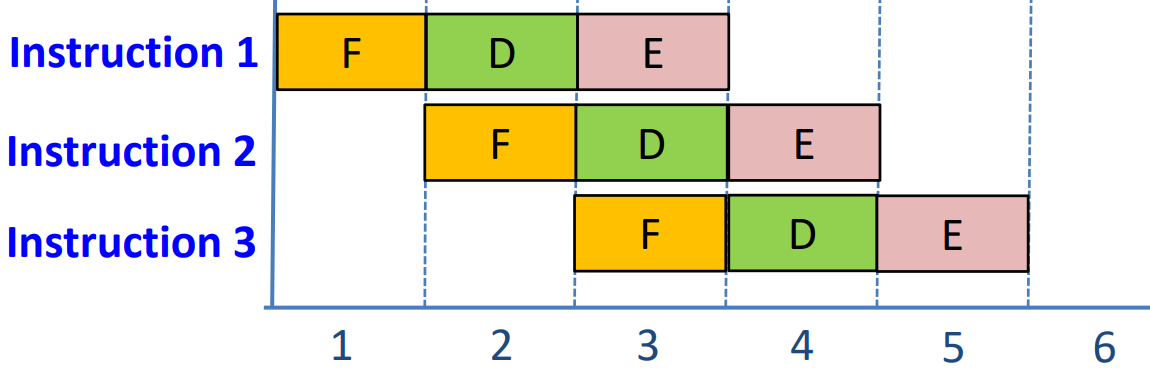 Instruction 1 F D E
Instruction 2 F D E
Instruction 3 F D E
1 2 3 4 5 6